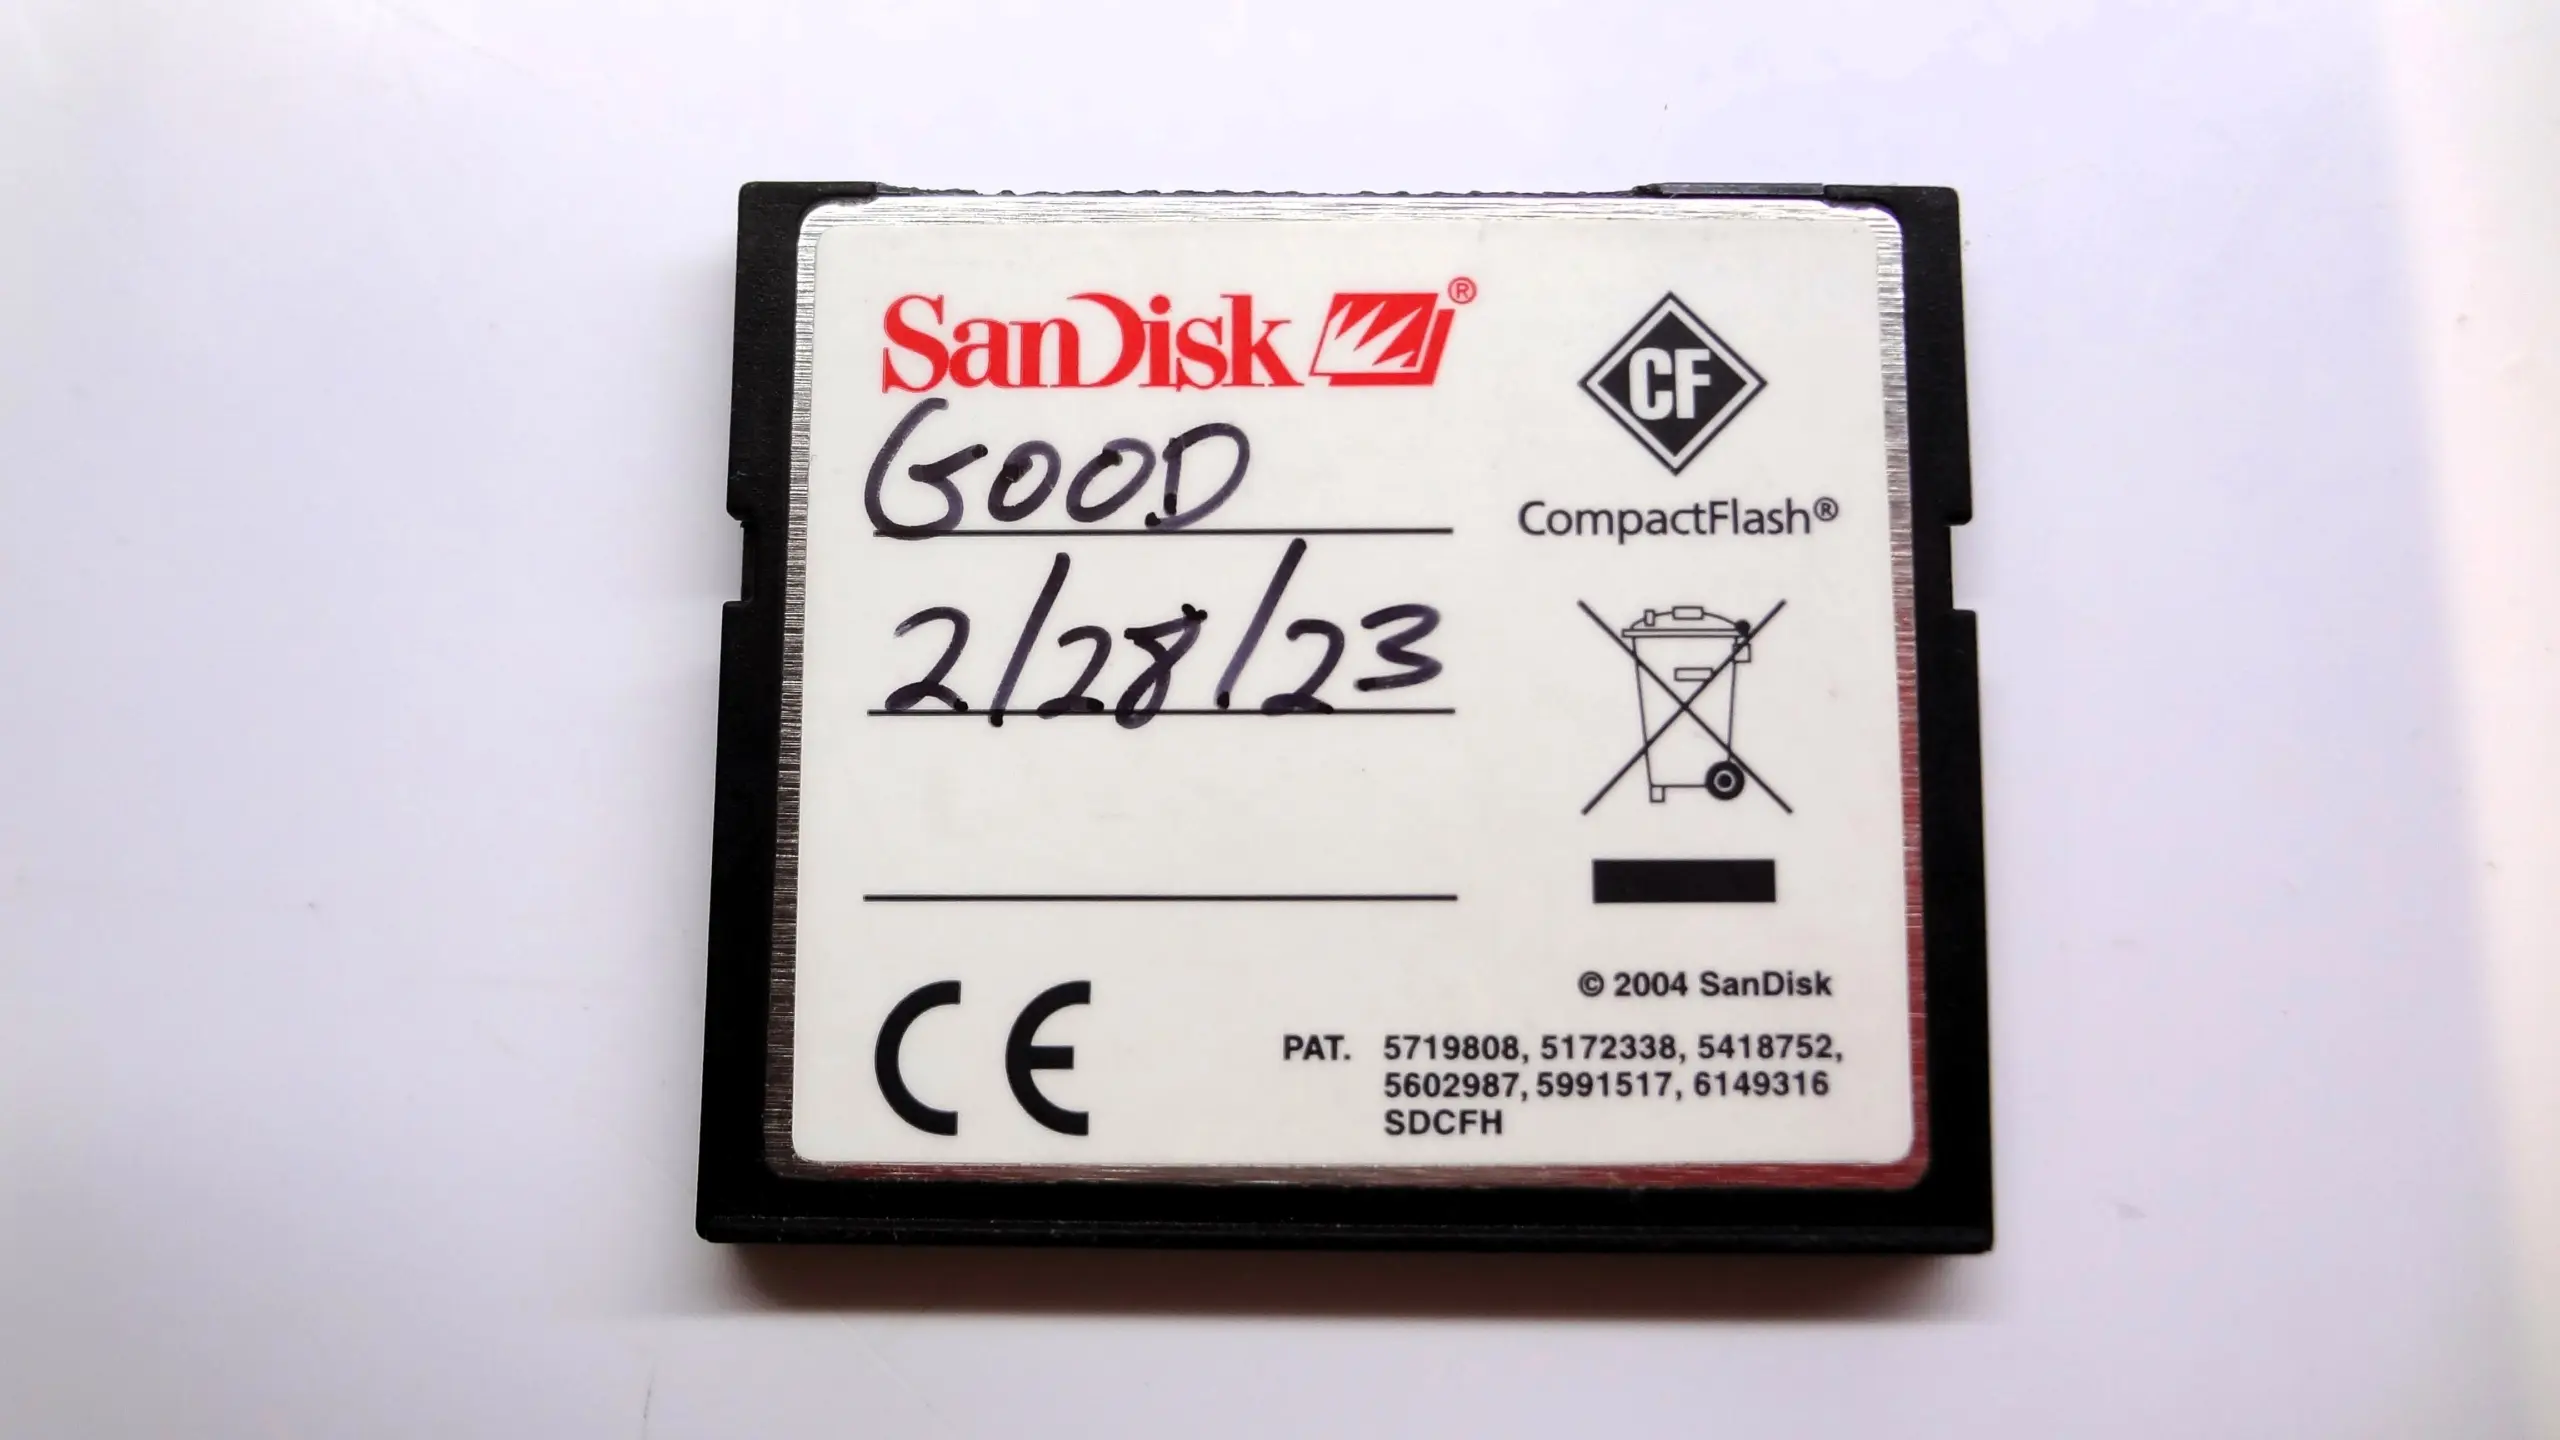 SanDisk®
GOOD
2/28/23
CF
CompactFlash®
CE
© 2004 SanDisk
PAT. 5719808, 5172338, 5418752,
5602987, 5991517, 6149316
SDCFH